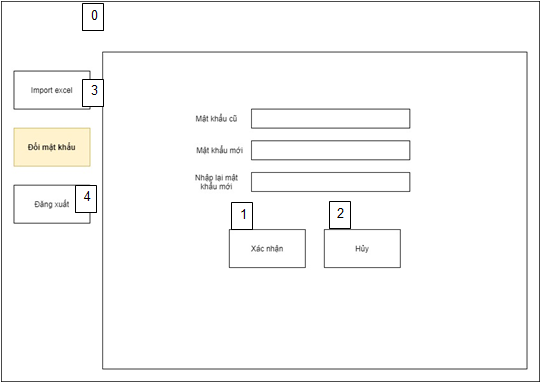 0
Import excel
3
Đổi mật khẩu
Đăng xuất
4
Mật khẩu cũ
Mật khẩu mới
Nhập lại mật
khẩu mới
1
2
Xác nhận
Hủy